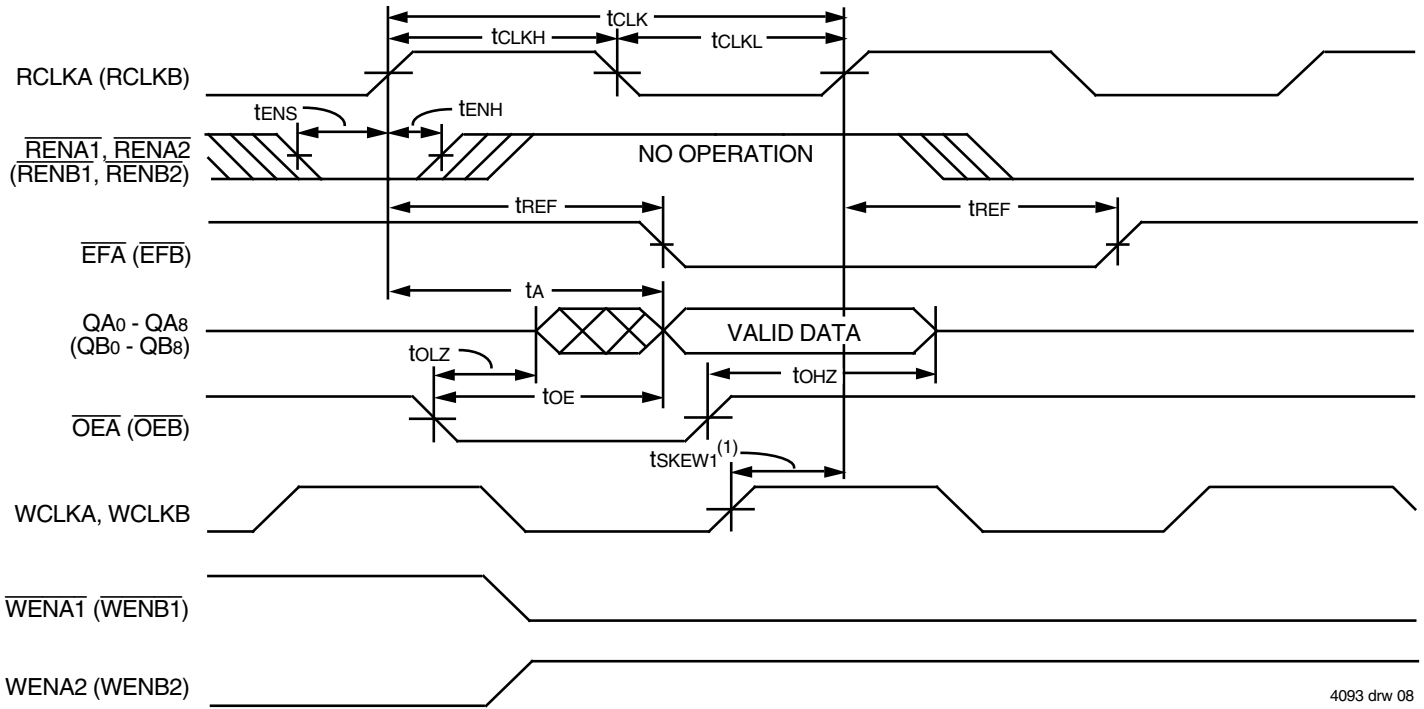 tCLK
tCLKH
tCLKL
RCLKA (RCLKB)
tENS
tENH
RENA1, RENA2
(RENB1, RENB2)
NO OPERATION
tREF
tREF
EFA (EFB)
tA
QA0 - QA8
(QB0 - QB8)
VALID DATA
tOLZ
tOHZ
tOE
OEA (OEB)
tSKEW1(1)
WCLKA, WCLKB
WENA1 (WENB1)
WENA2 (WENB2)
4093 drw 08